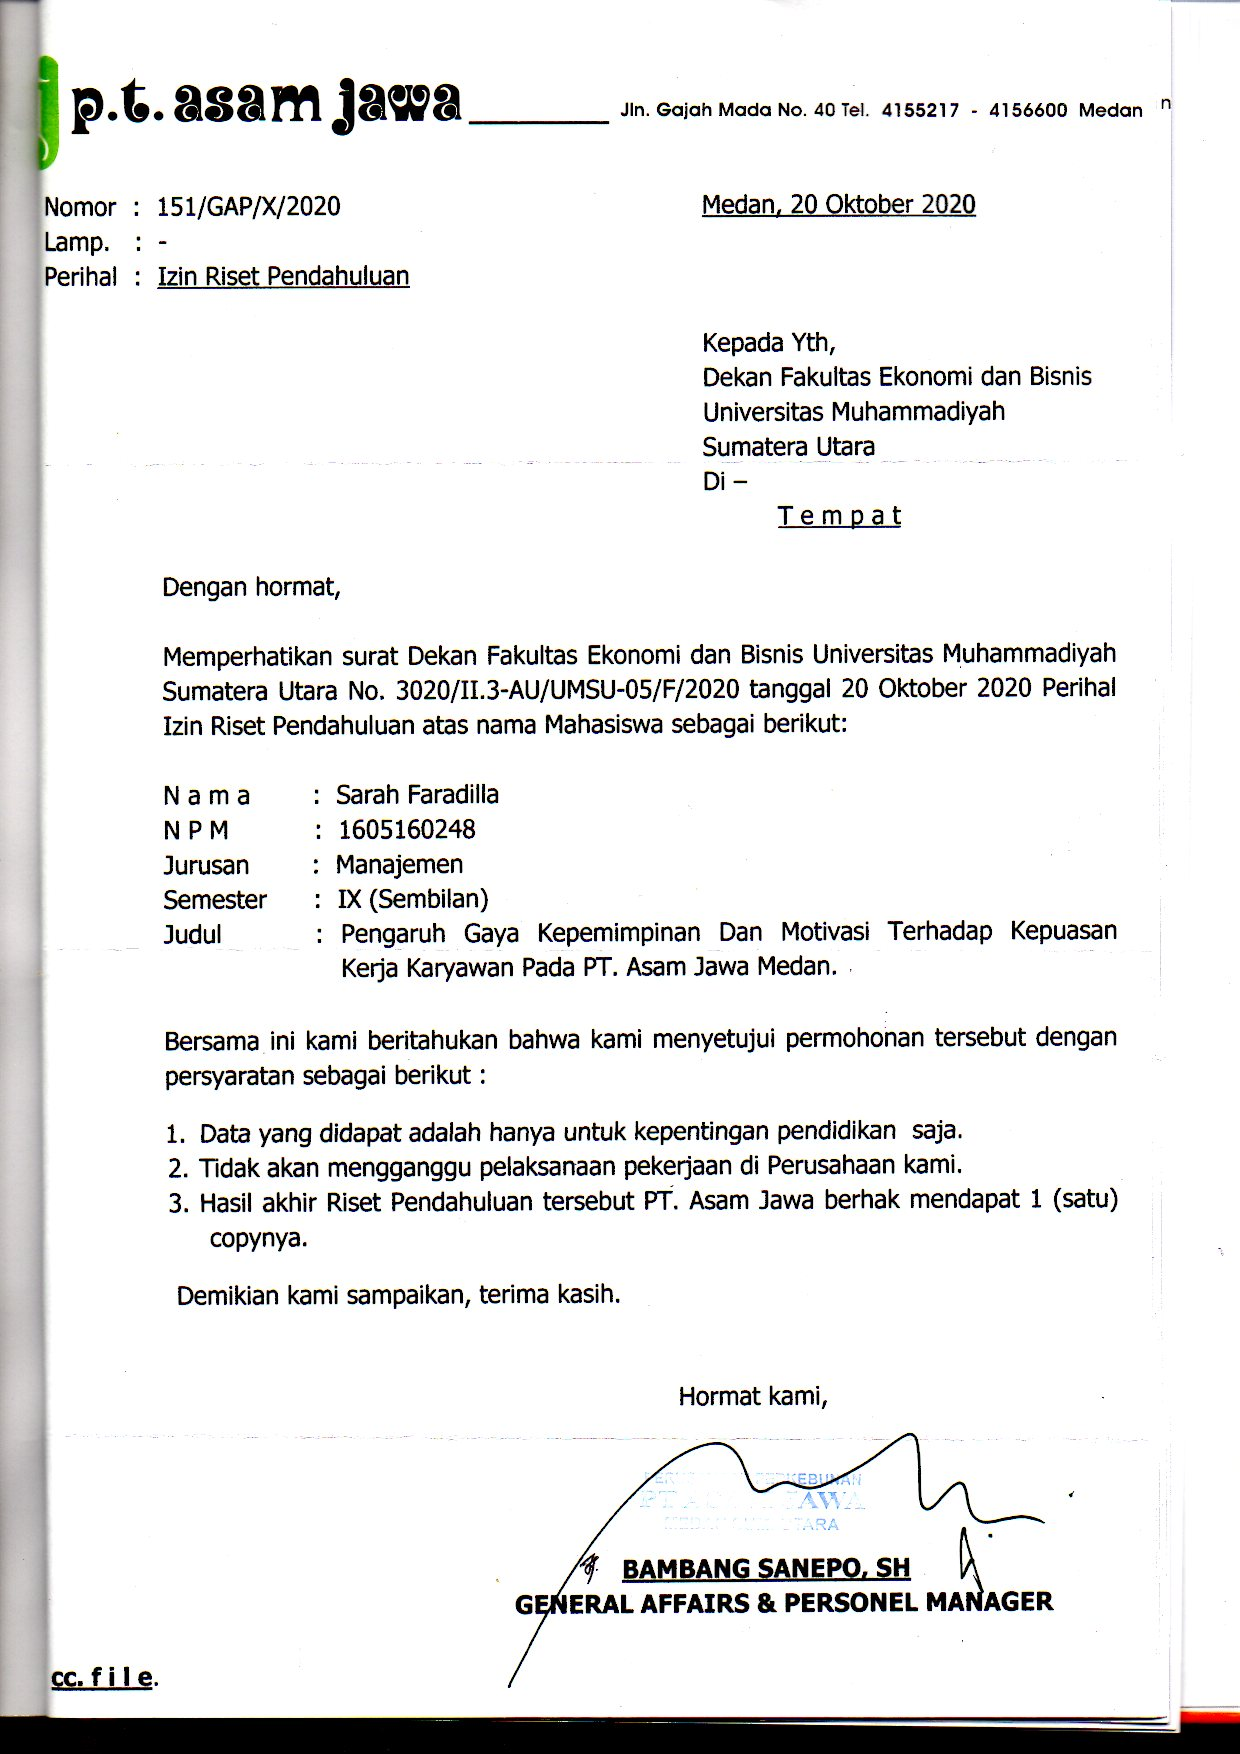 p.t. asam jawa
Jln. Gajah Mada No. 40 Tel. 4155217 - 4156600 Medan
n
Nomor : 151/GAP/X/2020
Medan, 20 Oktober 2020
Lamp. : -
Perihal : Izin Riset Pendahuluan
Kepada Yth,
Dekan Fakultas Ekonomi dan Bisnis
Universitas Muhammadiyah
Sumatera Utara
Di –
T e m p a t
Dengan hormat,
Memperhatikan surat Dekan Fakultas Ekonomi dan Bisnis Universitas Muhammadiyah
Sumatera Utara No. 3020/II.3-AU/UMSU-05/F/2020 tanggal 20 Oktober 2020 Perihal
Izin Riset Pendahuluan atas nama Mahasiswa sebagai berikut:
N a m a : Sarah Faradilla
N P M : 1605160248
Jurusan : Manajemen
Semester : IX (Sembilan)
Judul : Pengaruh Gaya Kepemimpinan Dan Motivasi Terhadap Kepuasan
Kerja Karyawan Pada PT. Asam Jawa Medan.
Bersama ini kami beritahukan bahwa kami menyetujui permohonan tersebut dengan
persyaratan sebagai berikut :
1. Data yang didapat adalah hanya untuk kepentingan pendidikan saja.
2. Tidak akan mengganggu pelaksanaan pekerjaan di Perusahaan kami.
3. Hasil akhir Riset Pendahuluan tersebut PT. Asam Jawa berhak mendapat 1 (satu)
copynya.
Demikian kami sampaikan, terima kasih.
Hormat kami,
PT JAWA
BAMBANG SANEPO, SH
GENERAL AFFAIRS & PERSONEL MANAGER
cc. f i l e.